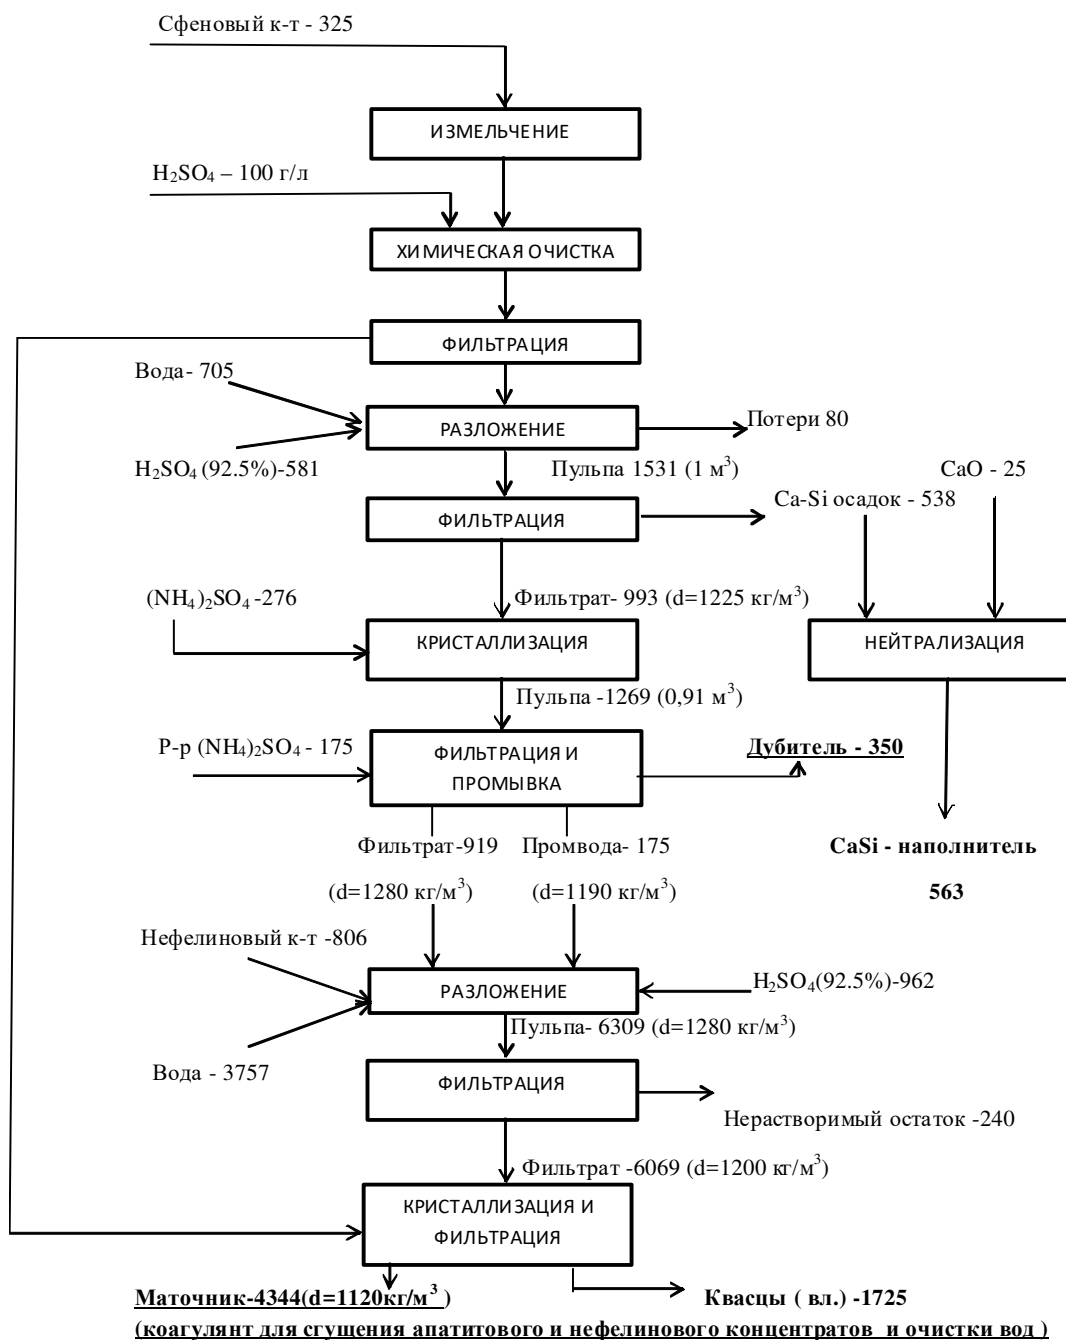 Сфеновый к-т - 325
ИЗМЕЛЬЧЕНИЕ
H₂SO₄ – 100 г/л
ХИМИЧЕСКАЯ ОЧИСТКА
ФИЛЬТРАЦИЯ
Вода- 705
РАЗЛОЖЕНИЕ
Потери 80
H₂SO₄ (92.5%)-581
Пульпа 1531 (1 м³)
CaO - 25
Ca-Si осадок - 538
ФИЛЬТРАЦИЯ
(NH₄)₂SO₄ -276
Фильтрат- 993 (d=1225 кг/м³)
КРИСТАЛЛИЗАЦИЯ
НЕЙТРАЛИЗАЦИЯ
Пульпа -1269 (0,91 м³)
Р-р (NH₄)₂SO₄ - 175
ФИЛЬТРАЦИЯ И
ПРОМЫВКА
Дубитель - 350
Фильтрат-919
Промвода- 175
CaSi - наполнитель
(d=1280 кг/м³)
(d=1190 кг/м³)
563
Нефелиновый к-т -806
РАЗЛОЖЕНИЕ
H₂SO₄(92.5%)-962
Пульпа- 6309 (d=1280 кг/м³)
Вода - 3757
ФИЛЬТРАЦИЯ
Нерастворимый остаток -240
Фильтрат -6069 (d=1200 кг/м³)
КРИСТАЛЛИЗАЦИЯ И
ФИЛЬТРАЦИЯ
Маточник-4344(d=1120кг/м³ )
Квасцы ( вл.) -1725
(коагулянт для сгущения апатитового и нефелинового концентратов и очистки вод )